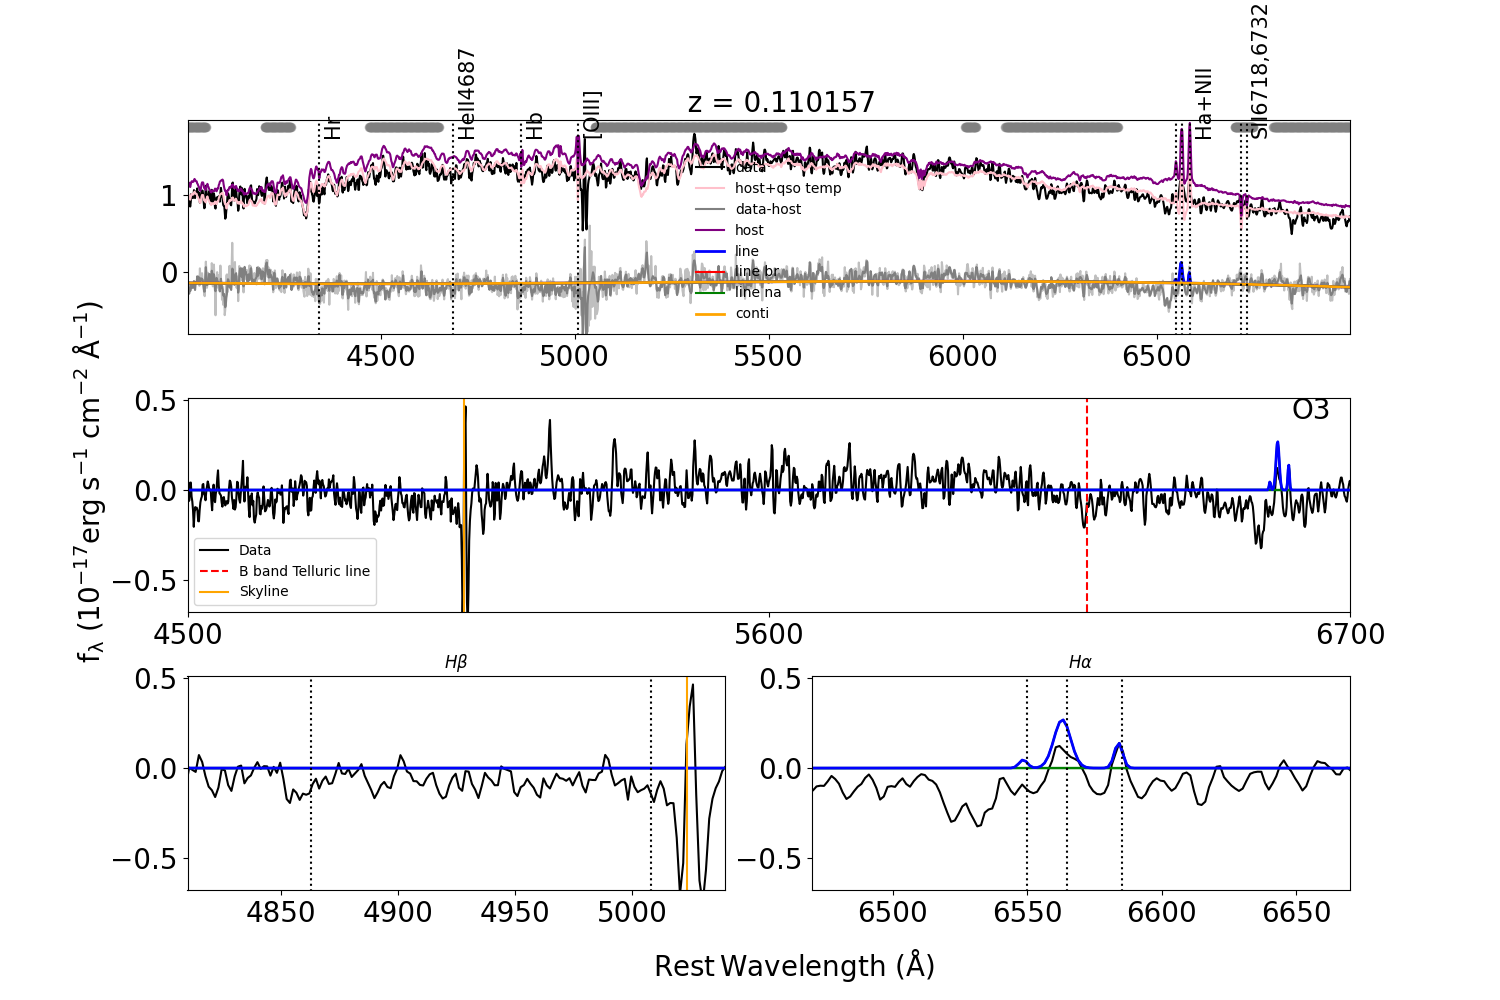 z = 0.110157
Hr
HeII4687
Hb
[OIII]
Ha+NII
SII6718,6732
1
0
data
host+qso temp
data-host
host
line
line br
line na
conti
4500 5000 5500 6000 6500
f_λ (10^{-17} erg s^{-1} cm^{-2} Å^{-1})
0.5
0.0
−0.5
O3
Data
B band Telluric line
Skyline
4500 5600 6700
Hβ
0.5
0.0
−0.5
4850 4900 4950 5000
Hα
0.5
0.0
−0.5
6500 6550 6600 6650
Rest Wavelength (Å)